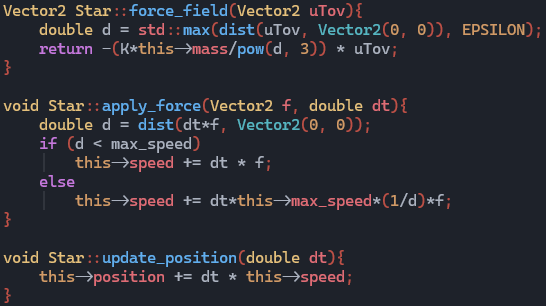 Vector2 Star::force_field(Vector2 uTov){
    double d = std::max(dist(uTov, Vector2(0, 0)), EPSILON);
    return -(K*this->mass/pow(d, 3)) * uTov;
}

void Star::apply_force(Vector2 f, double dt){
    double d = dist(dt*f, Vector2(0, 0));
    if (d < max_speed)
        this->speed += dt * f;
    else
        this->speed += dt*this->max_speed*(1/d)*f;
}

void Star::update_position(double dt){
    this->position += dt * this->speed;
}